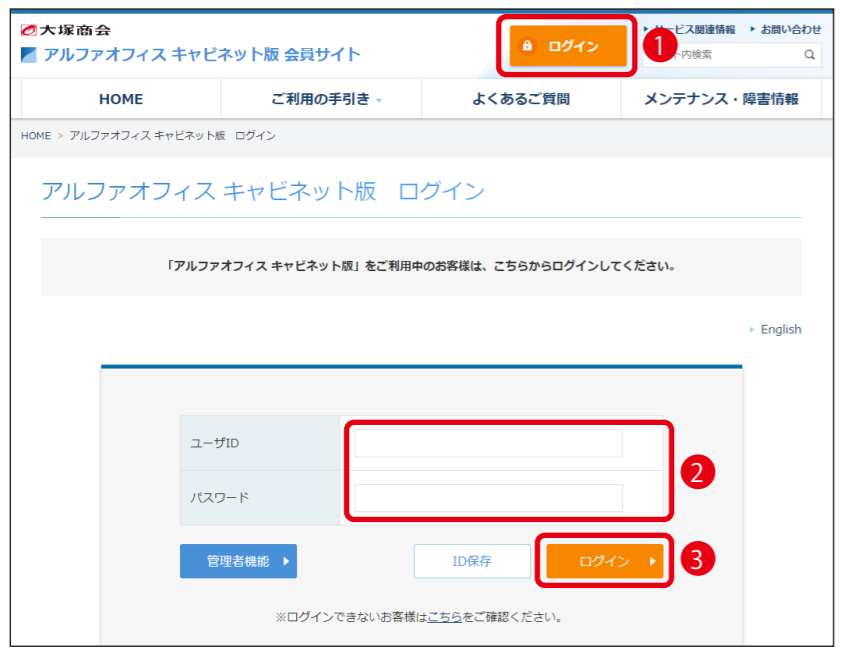 大塚商会
アルファオフィス キャビネット版 会員サイト
ログイン
1
ービス関連情報
お問い合わせ
ト内検索
HOME
ご利用の手引き
よくあるご質問
メンテナンス・障害情報
HOME > アルファオフィス キャビネット版 ログイン
アルファオフィス キャビネット版 ログイン
「アルファオフィス キャビネット版」をご利用中のお客様は、こちらからログインしてください。
English
ユーザID
2
パスワード
管理者機能
ID保存
ログイン
3
※ログインできないお客様はこちらをご確認ください。